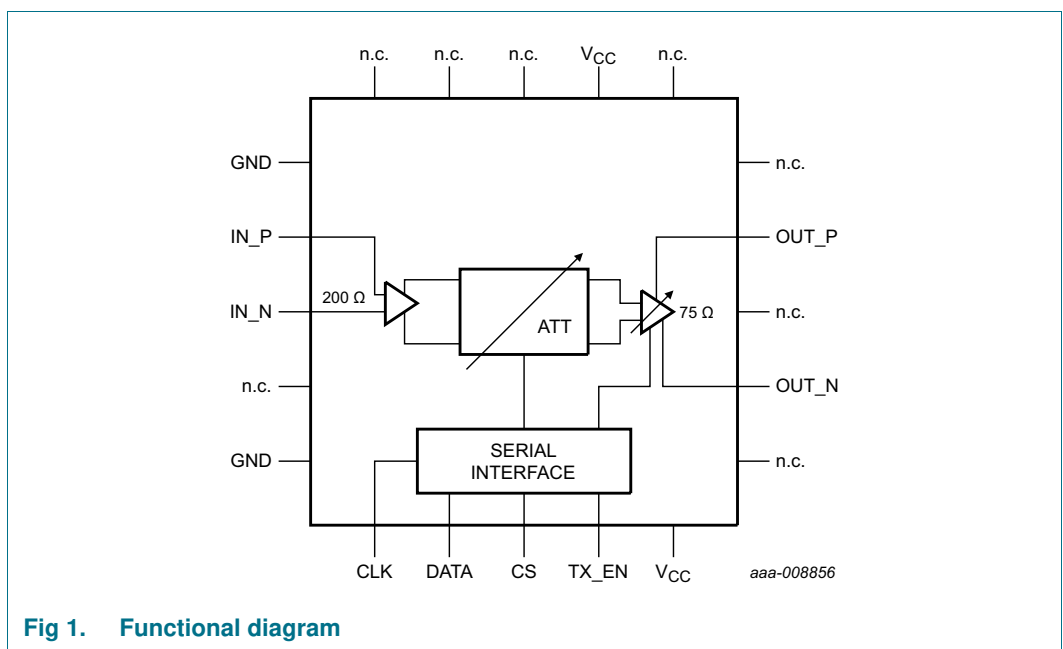 n.c. n.c. n.c. VCC n.c.
GND n.c.
IN_P OUT_P
200 Ω 75 Ω
IN_N n.c.
ATT
n.c. OUT_N
SERIAL
INTERFACE
GND n.c.
CLK DATA CS TX_EN VCC aaa-008856
Fig 1. Functional diagram